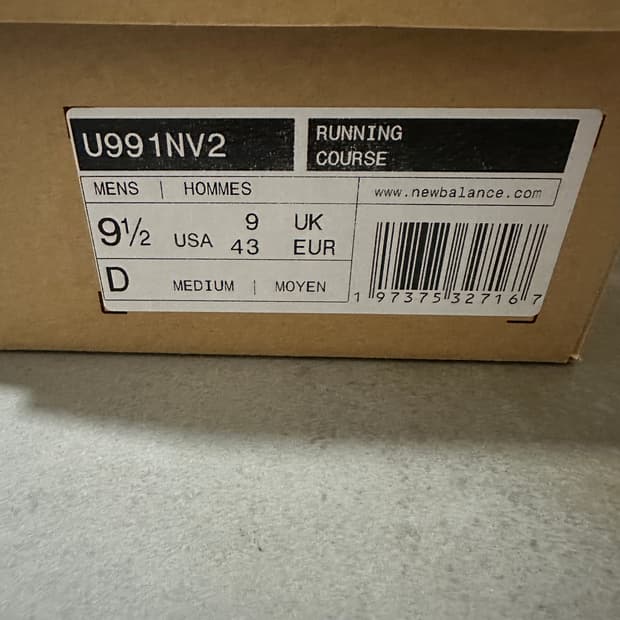 U991NV2
RUNNING
COURSE
MENS | HOMMES
www.newbalance.com
9½ USA 9 UK
43 EUR
D MEDIUM | MOYEN
1 97375 32716 7